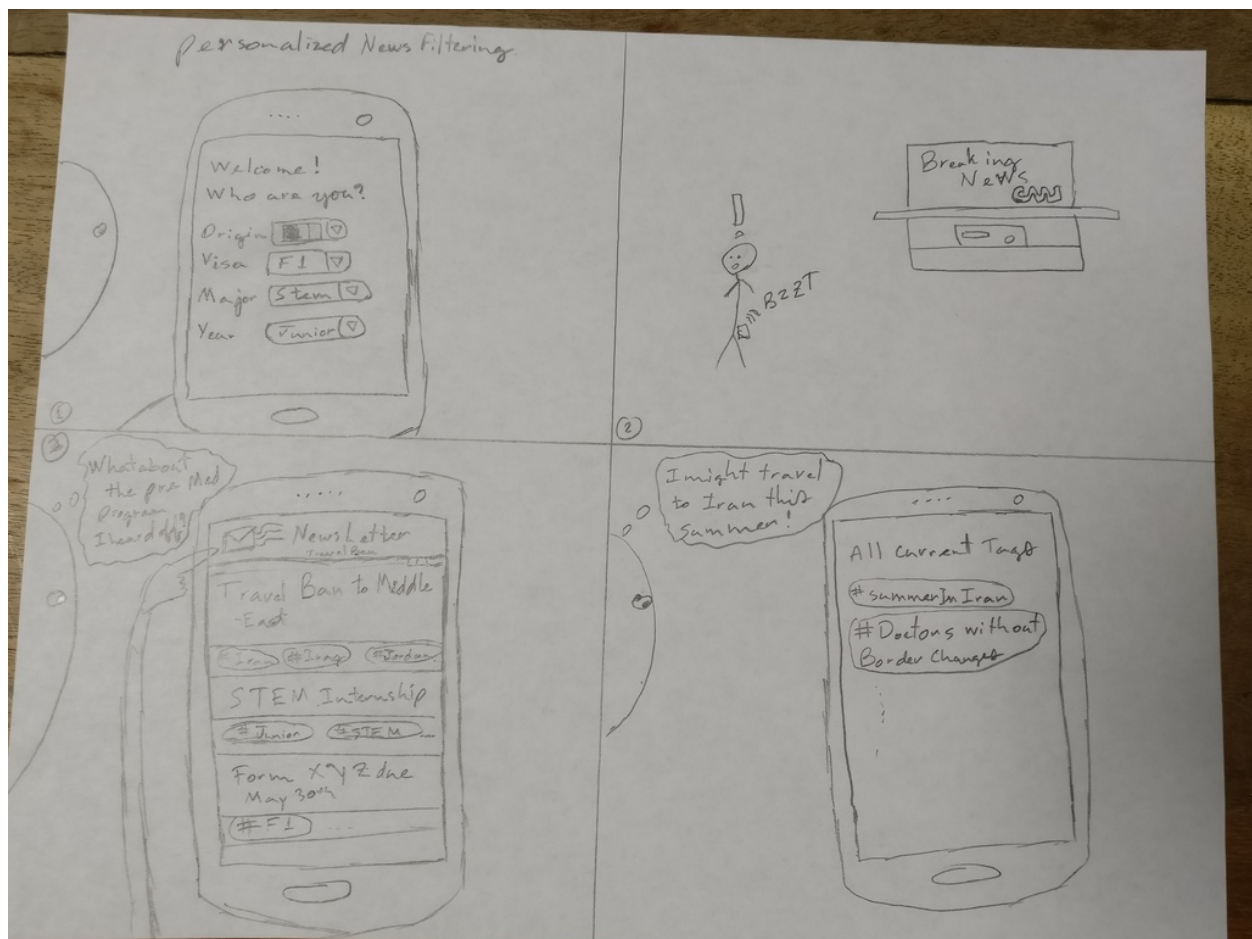 personalized News Filtering
Welcome!
Who are you?
Origin
Visa F1
Major Stem
Year Junior
1
Breaking
News
CNN
BZZT
2
What about
the pre Med
program
I heard of?
NewsLetter
Travel Ban
Travel Ban to Middle
East
#Iran #Iraq #Jordan
STEM Internship
#Junior #STEM ...
Form XYZ due
May 30th
#F1 ...
I might travel
to Iran this
summer!
All current Tags
#summerInIran
#Doctors without
Border Changes